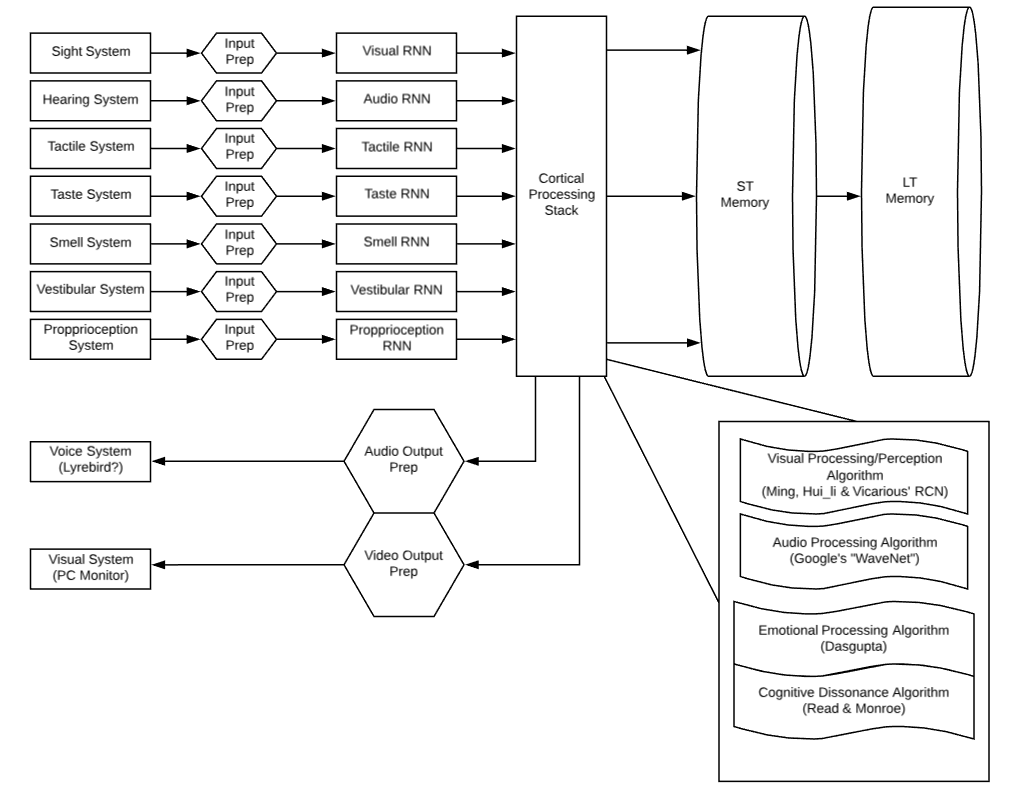 Sight System
Input
Prep
Visual RNN
Hearing System
Input
Prep
Audio RNN
Tactile System
Input
Prep
Tactile RNN
Taste System
Input
Prep
Taste RNN
Smell System
Input
Prep
Smell RNN
Vestibular System
Input
Prep
Vestibular RNN
Propprioception
System
Input
Prep
Propprioception
RNN
Cortical
Processing
Stack
ST
Memory
LT
Memory
Voice System
(Lyrebird?)
Audio Output
Prep
Visual System
(PC Monitor)
Video Output
Prep
Visual Processing/Perception
Algorithm
(Ming, Hui_li & Vicarious' RCN)
Audio Processing Algorithm
(Google's "WaveNet")
Emotional Processing Algorithm
(Dasgupta)
Cognitive Dissonance Algorithm
(Read & Monroe)